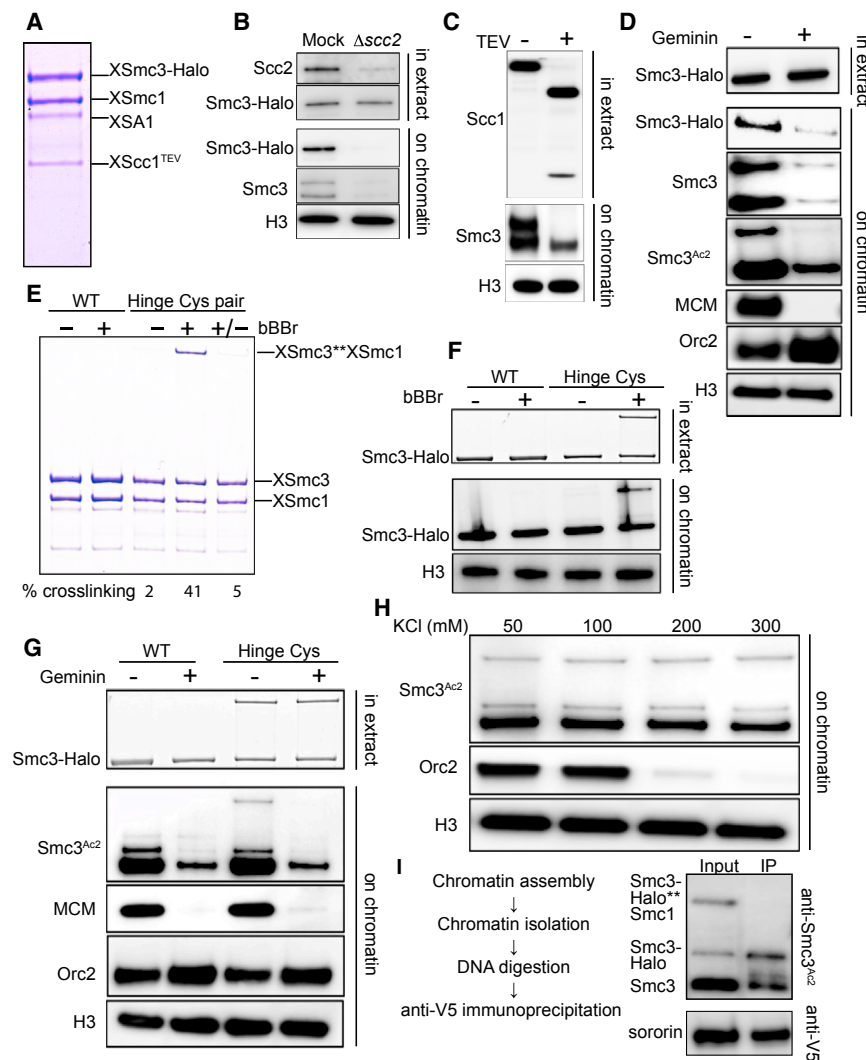 A
XSmc3-Halo
XSmc1
XSA1
XScc1TEV
B
Mock Δscc2
Scc2
Smc3-Halo
in extract
Smc3-Halo
Smc3
H3
on chromatin
C
TEV - +
Scc1
in extract
Smc3
H3
on chromatin
D
Geminin
- +
Smc3-Halo
in extract
Smc3-Halo
Smc3
Smc3Ac2
MCM
Orc2
H3
on chromatin
E
WT Hinge Cys pair
- + - + +/- bBBr
XSmc3**XSmc1
XSmc3
XSmc1
% crosslinking 2 41 5
F
WT Hinge Cys
bBBr - + - +
Smc3-Halo
in extract
Smc3-Halo
H3
on chromatin
G
WT Hinge Cys
Geminin - + - +
Smc3-Halo
in extract
Smc3Ac2
MCM
Orc2
H3
on chromatin
H
KCl (mM) 50 100 200 300
Smc3Ac2
Orc2
H3
on chromatin
I
Chromatin assembly
↓
Chromatin isolation
↓
DNA digestion
↓
anti-V5 immunoprecipitation
Input IP
Smc3-
Halo**
Smc1
Smc3-
Halo
Smc3
anti-Smc3Ac2
sororin
anti-V5